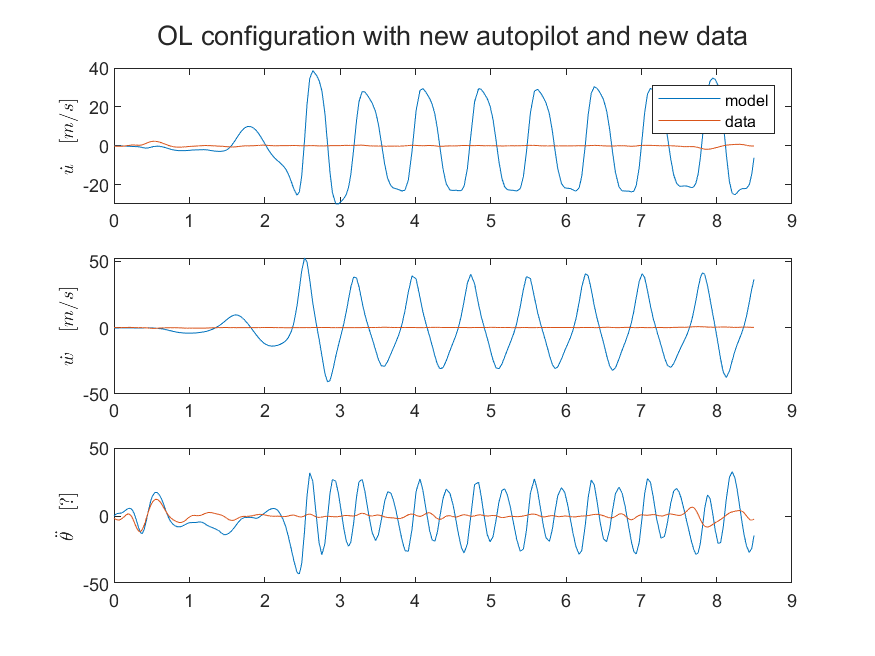 OL configuration with new autopilot and new data
40
20
0
-20
u̇ [m/s]
model
data
0 1 2 3 4 5 6 7 8 9
50
0
-50
ẇ [m/s]
0 1 2 3 4 5 6 7 8 9
50
0
-50
θ̈ [?]
0 1 2 3 4 5 6 7 8 9